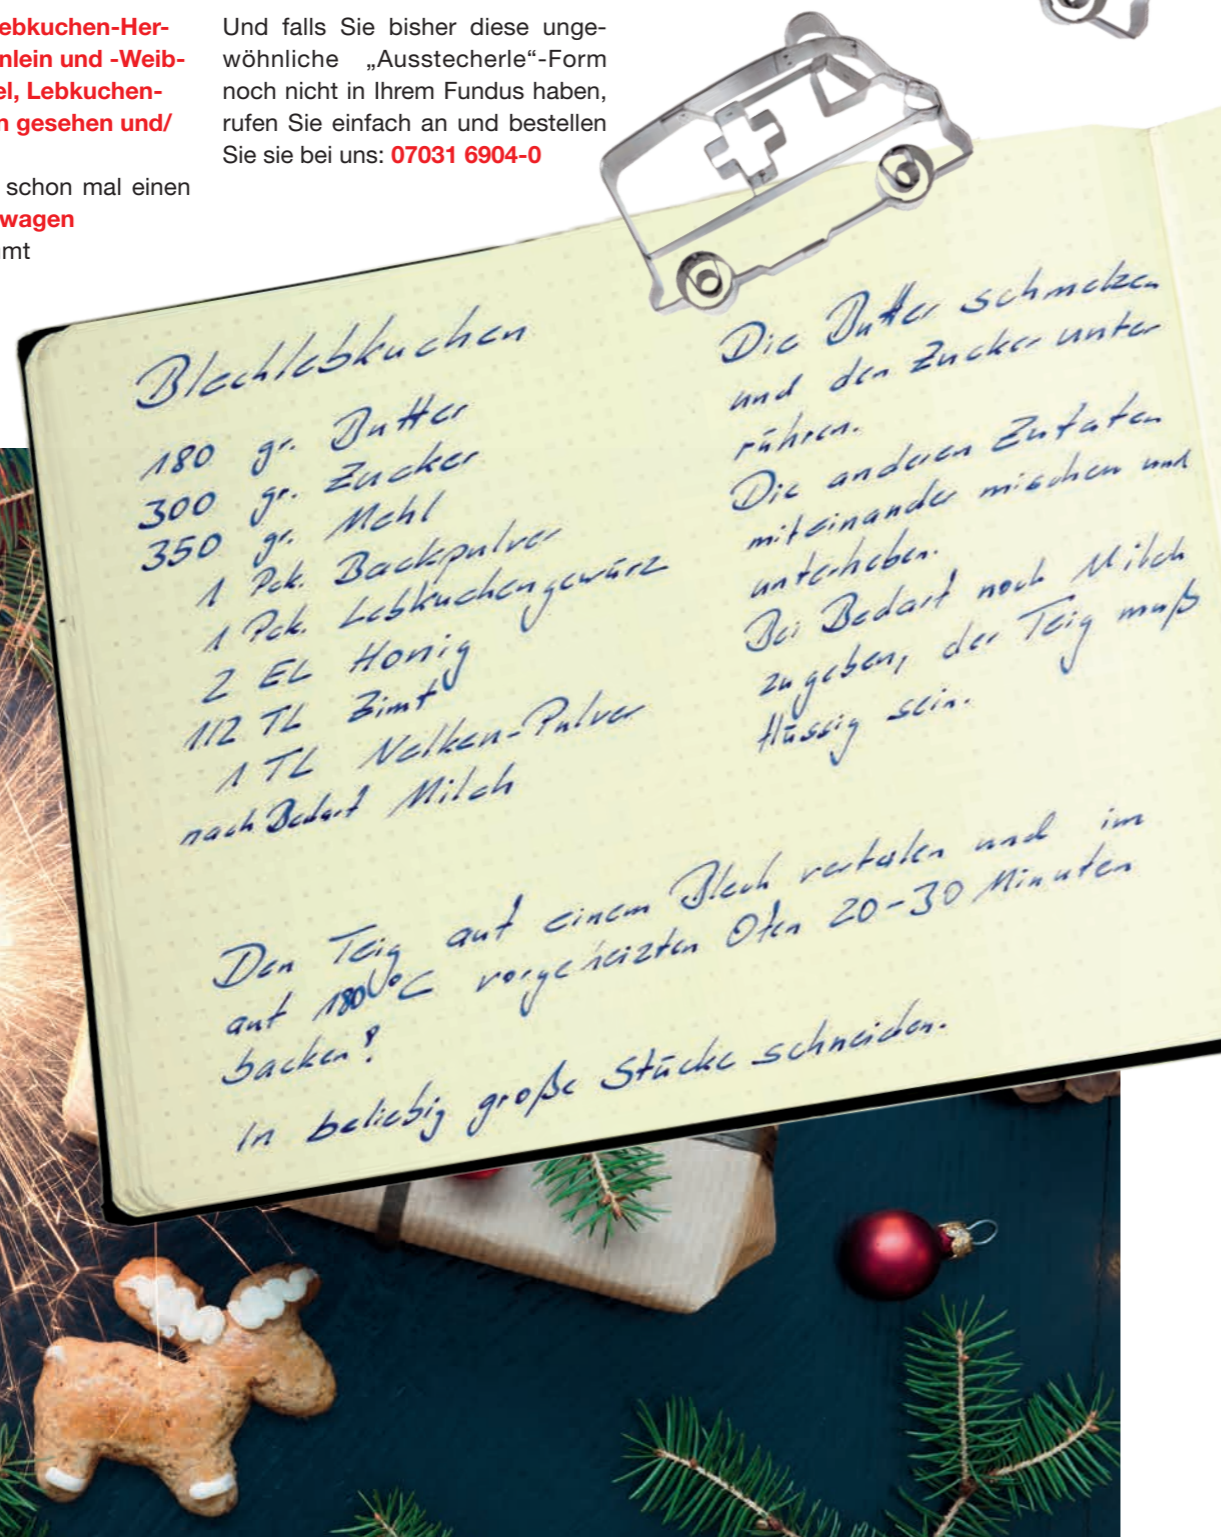 ebkuchen-Her-
nlein und -Weib-
el, Lebkuchen-
n gesehen und/
schon mal einen
wagen
mt
Und falls Sie bisher diese unge-
wöhnliche „Ausstecherle“-Form
noch nicht in Ihrem Fundus haben,
rufen Sie einfach an und bestellen
Sie sie bei uns: 07031 6904-0
Blechlebkuchen
180 gr. Butter
300 gr. Zucker
350 gr. Mehl
1 Pck. Backpulver
1 Pck. Lebkuchengewürz
2 EL Honig
1/2 TL Zimt
1 TL Nelken-Pulver
nach Bedarf Milch
Die Butter schmelzen
und den Zucker unter
rühren.
Die anderen Zutaten
miteinander mischen und
unterheben.
Bei Bedarf noch Milch
zugeben, der Teig muß
flüssig sein.
Den Teig auf einem Blech verteilen und im
auf 180°C vorgeheizten Ofen 20-30 Minuten
backen!
In beliebig große Stücke schneiden.